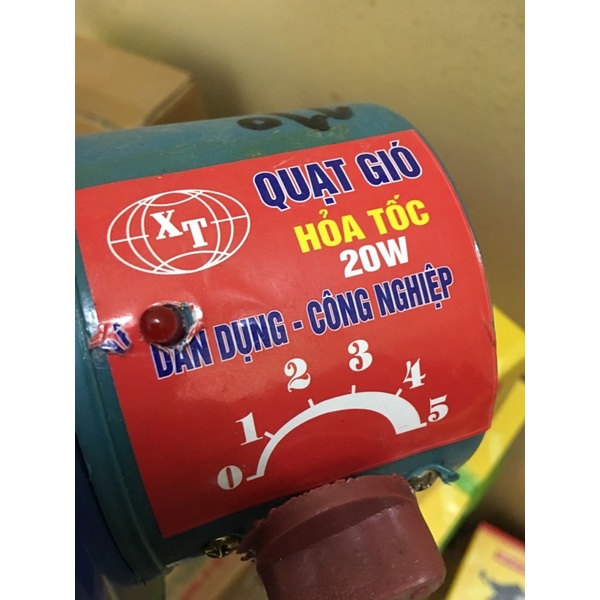 XT
QUẠT GIÓ
HỎA TỐC
20W
DÂN DỤNG - CÔNG NGHIỆP
0 1 2 3 4 5